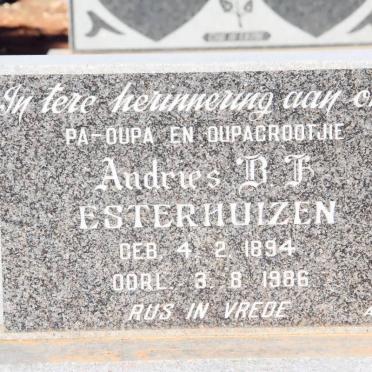 In tere herinnering aan
PA-OUPA EN OUPAGROOTJIE
Andries B F
ESTERHUIZEN
GEB. 4. 2. 1894
OORL. 3. 8. 1986
RUS IN VREDE